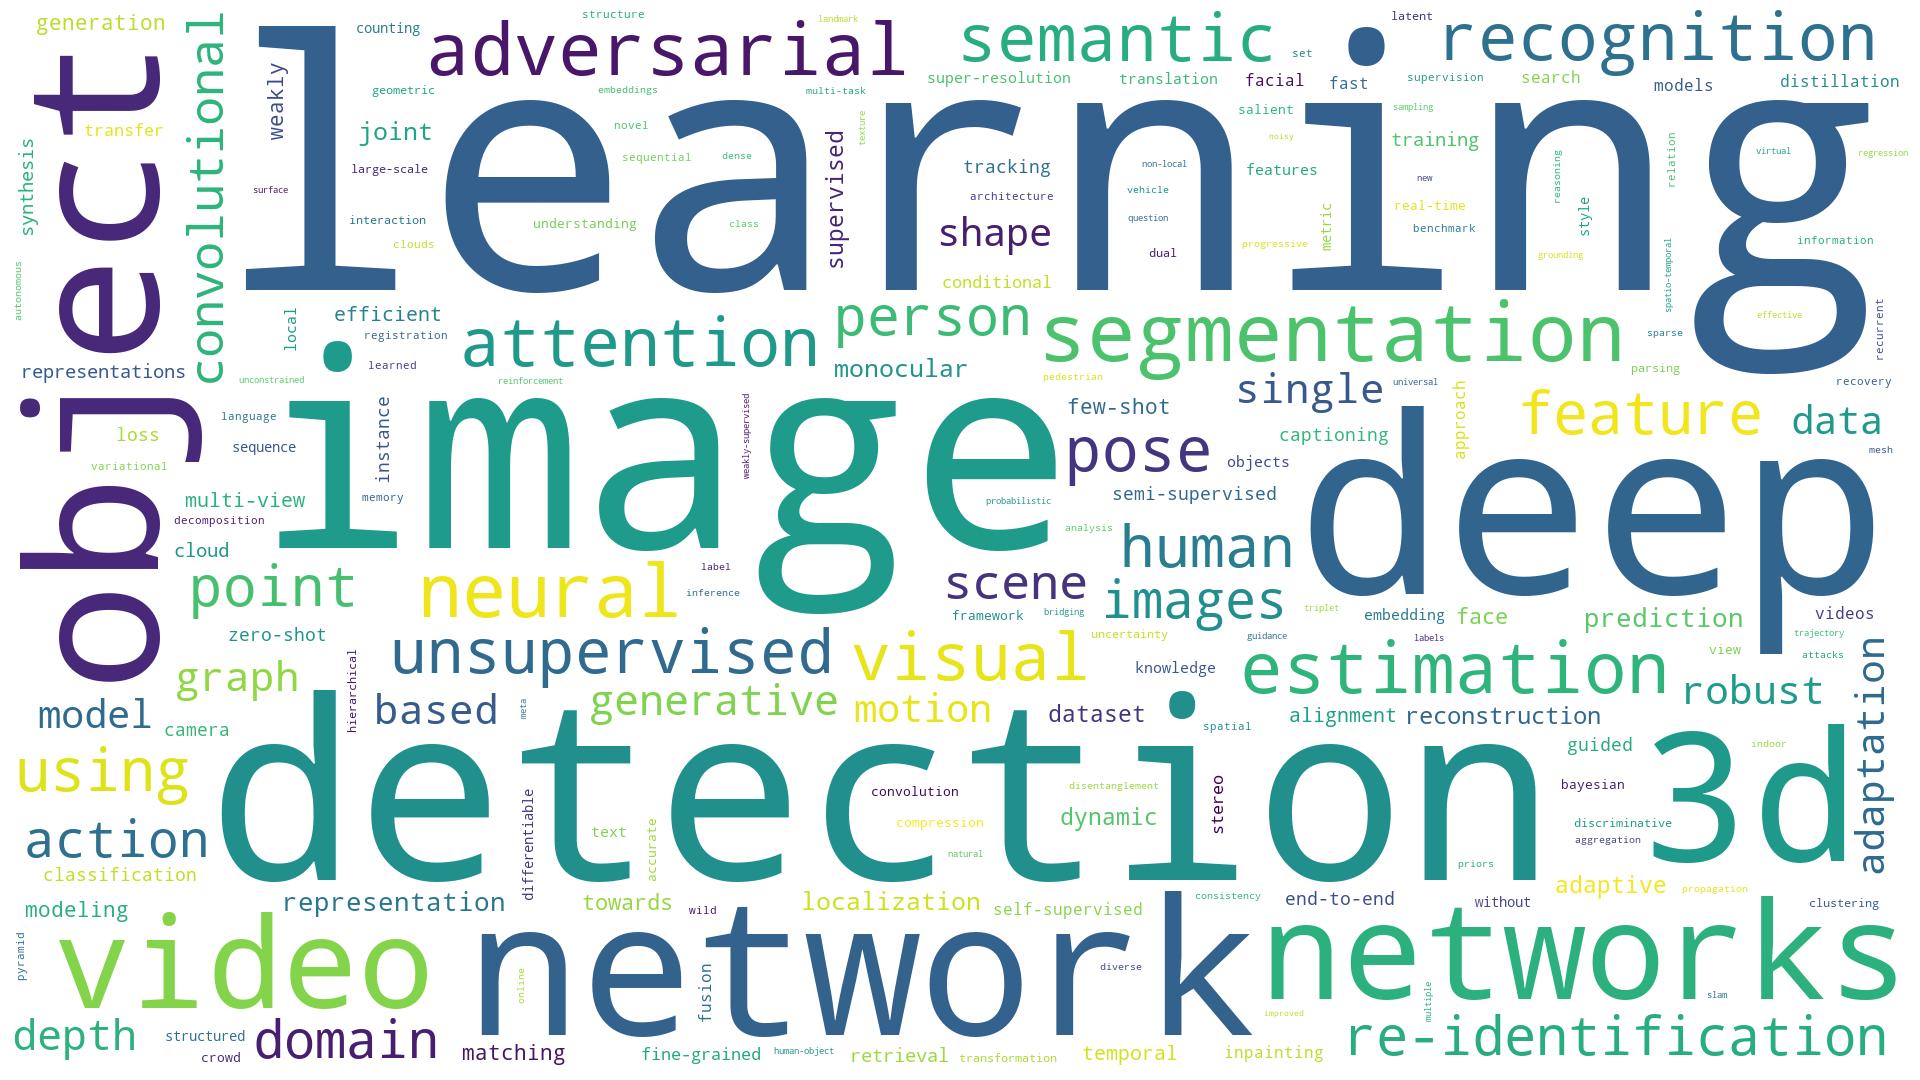 generation
structure
landmark
latent
counting
adversarial
semantic
recognition
set
object
convolutional
learning
weakly
super-resolution
translation
facial
fast
supervision
search
models
distillation
geometric
embeddings
multi-task
transfer
joint
novel
texture
salient
sampling
noisy
training
synthesis
large-scale
sequential
dense
supervised
tracking
non-local
features
reasoning
relation
virtual
regression
surface
architecture
vehicle
new
interaction
understanding
class
shape
question
metric
real-time
style
benchmark
clouds
dual
progressive
grounding
spatio-temporal
information
autonomous
conditional
local
efficient
attention
person
segmentation
effective
registration
sparse
recurrent
representations
unconstrained
learned
reinforcement
monocular
pedestrian
parsing
image
single
universal
recovery
language
instance
weakly-supervised
few-shot
approach
feature
data
loss
sequence
pose
captioning
deep
mesh
variational
objects
multi-view
memory
probabilistic
semi-supervised
decomposition
analysis
cloud
human
point
neural
label
inference
scene
images
framework
bridging
triplet
embedding
face
prediction
videos
zero-shot
unsupervised
visual
uncertainty
guidance
labels
trajectory
view
attacks
graph
hierarchical
knowledge
estimation
robust
adaptation
model
based
meta
generative
motion
dataset
spatial
alignment
reconstruction
camera
detection
3d
using
guided
indoor
convolution
disentanglement
stereo
bayesian
action
differentiable
text
accurate
compression
dynamic
discriminative
aggregation
natural
priors
classification
adaptive
propagation
modeling
representation
towards
wild
localization
self-supervised
consistency
end-to-end
without
clustering
pyramid
video
network
networks
online
fusion
diverse
multiple
slam
improved
depth
structured
crowd
domain
matching
fine-grained
human-object
retrieval
transformation
temporal
inpainting
re-identification